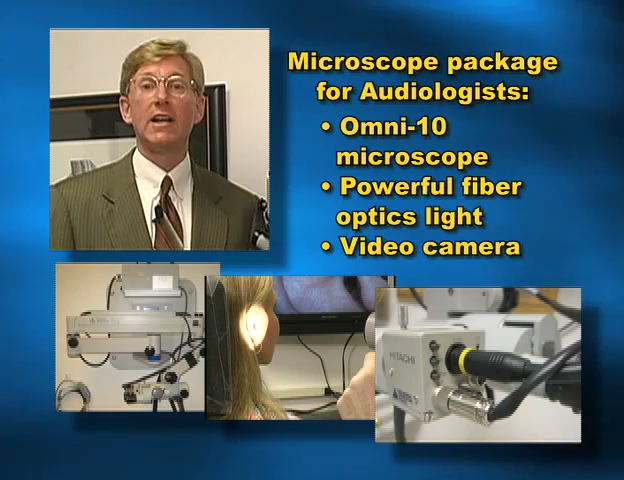 Microscope package
for Audiologists:
• Omni-10
microscope
• Powerful fiber
optics light
• Video camera
HITACHI